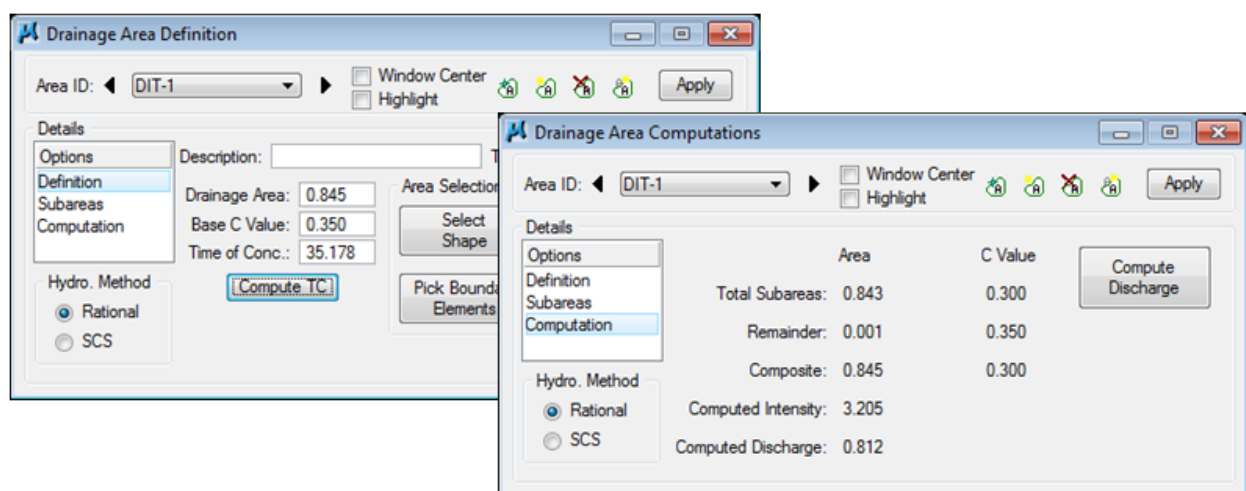 Drainage Area Definition
Area ID: DIT-1 Window Center Highlight Apply
Details
Options
Definition
Subareas
Computation
Description: T
Drainage Area: 0.845
Base C Value: 0.350
Time of Conc.: 35.178
Compute TC
Area Selection
Select Shape
Pick Bounda
Elements
Hydro. Method
Rational
SCS
Drainage Area Computations
Area ID: DIT-1 Window Center Highlight Apply
Details
Options
Definition
Subareas
Computation
Area C Value
Total Subareas: 0.843 0.300
Remainder: 0.001 0.350
Composite: 0.845 0.300
Computed Intensity: 3.205
Computed Discharge: 0.812
Compute Discharge
Hydro. Method
Rational
SCS